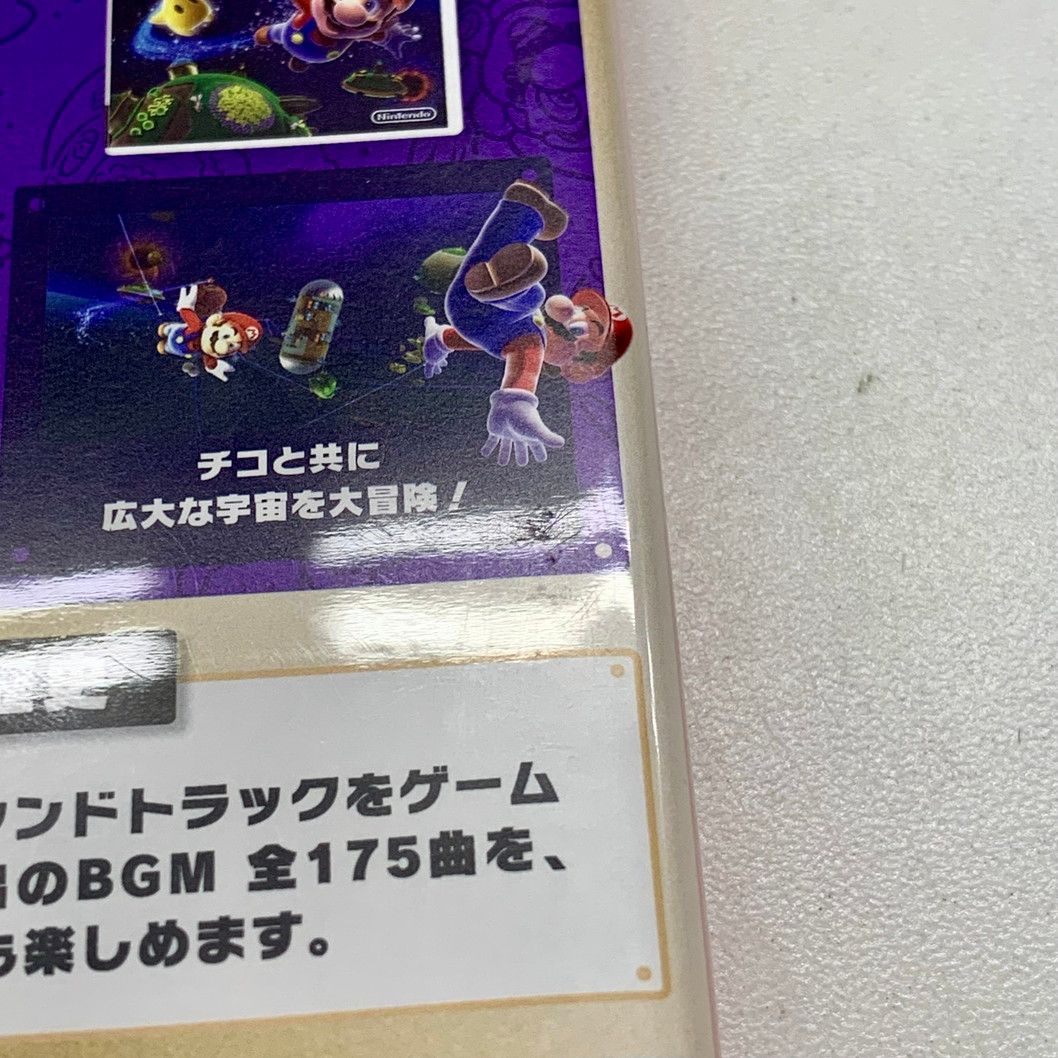 Nintendo
チコと共に
広大な宇宙を大冒険！
ンドトラックをゲーム
のBGM 全175曲を、
楽しめます。